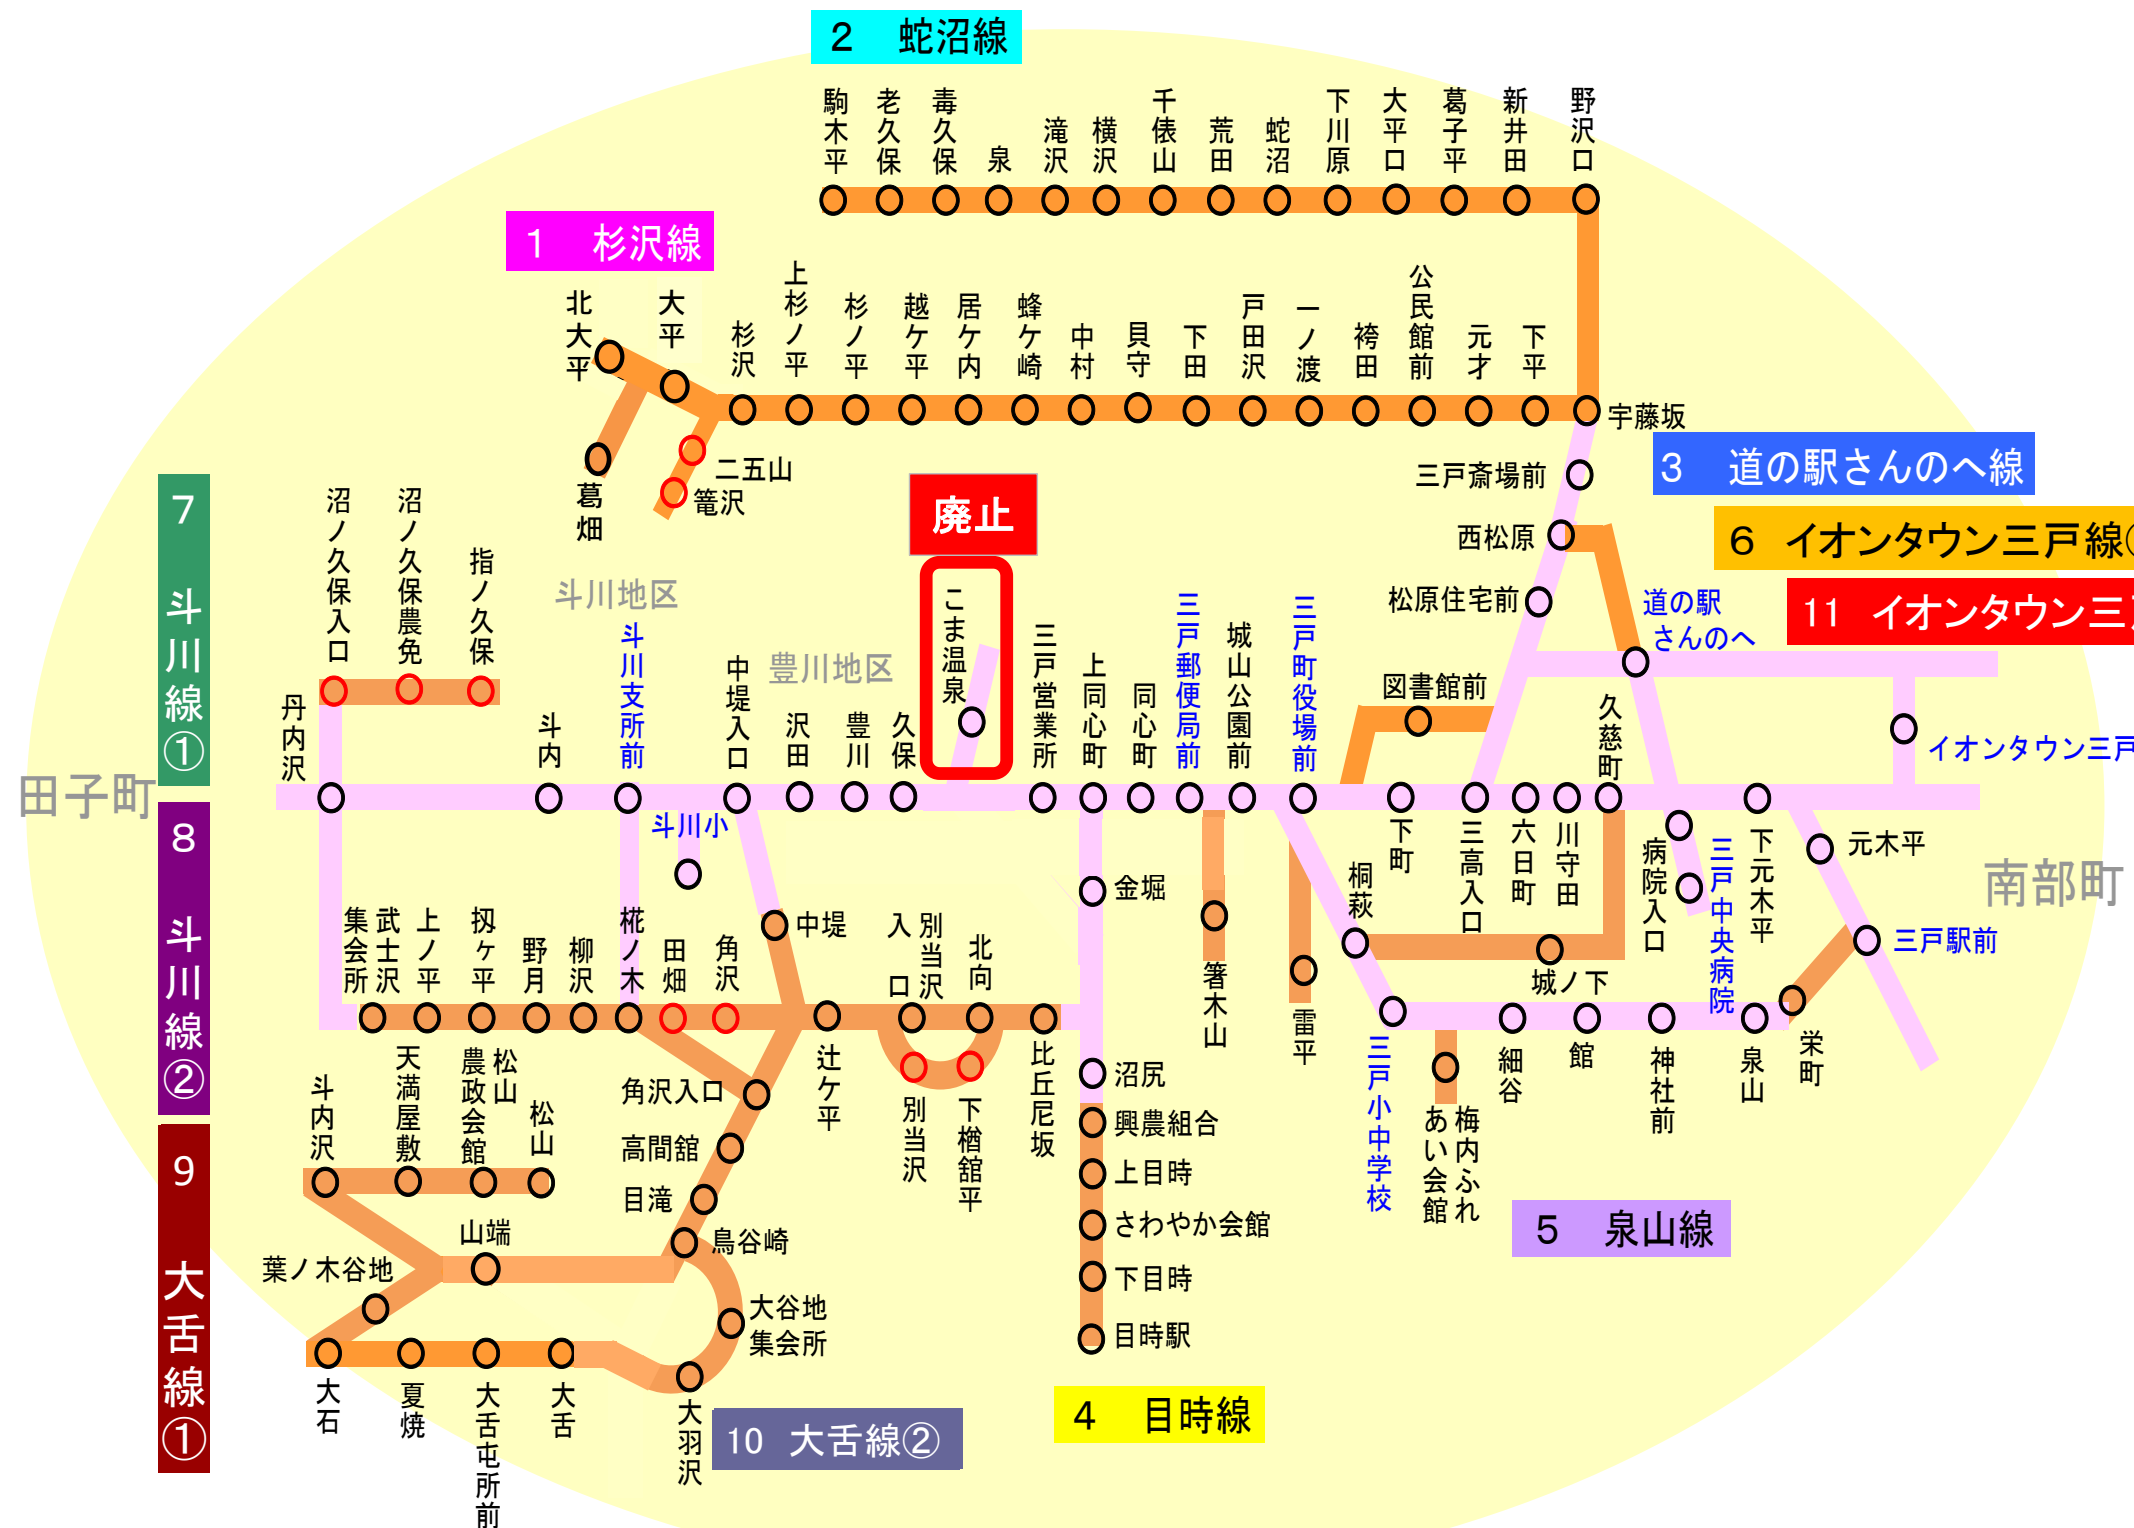 2 蛇沼線
駒木平
老久保
毒久保
泉
滝沢
横沢
千俵山
荒田
蛇沼
下川原
大平口
葛子平
新井田
野沢口
1 杉沢線
北大平
大平
杉沢
上杉ノ平
杉ノ平
越ケ平
居ケ内
蜂ケ崎
中村
貝守
下田
戸田沢
一ノ渡
袴田
公民館前
元才
下平
宇藤坂
葛畑
二五山
篭沢
三戸斎場前
西松原
松原住宅前
3 道の駅さんのへ線
6 イオンタウン三戸線
11 イオンタウン三
道の駅
さんのへ
7 斗川線①
8 斗川線②
9 大舌線①
田子町
沼ノ久保入口
沼ノ久保農免
指ノ久保
斗川地区
豊川地区
廃止
こま温泉
丹内沢
斗内
斗川支所前
中堤入口
沢田
豊川
久保
三戸営業所
上同心町
同心町
三戸郵便局前
城山公園前
三戸町役場前
図書館前
久慈町
イオンタウン三戸
斗川小
下町
三高入口
六日町
川守田
病院入口
三戸中央病院
下元木平
元木平
南部町
三戸駅前
金堀
箸木山
雷平
桐萩
城ノ下
武士沢
集会所
上ノ平
扨ヶ平
野月
柳沢
椛ノ木
田畑
角沢
中堤
別当沢
入口
北向
辻ケ平
別当沢
下楢舘平
比丘尼坂
沼尻
興農組合
上目時
さわやか会館
下目時
目時駅
4 目時線
三戸小中学校
梅内ふれ
あい会館
細谷
館
神社前
泉山
栄町
5 泉山線
斗内沢
天満屋敷
松山
農政会館
松山
角沢入口
高間舘
目滝
鳥谷崎
山端
葉ノ木谷地
大谷地
集会所
大石
夏焼
大舌屯所前
大舌
大羽沢
10 大舌線②